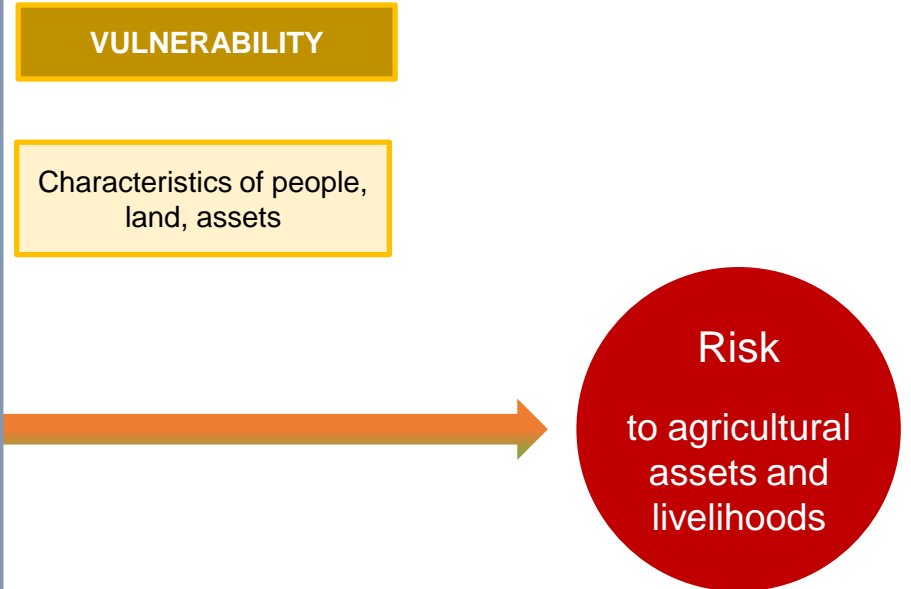 VULNERABILITY
Characteristics of people,
land, assets
Risk
to agricultural
assets and
livelihoods